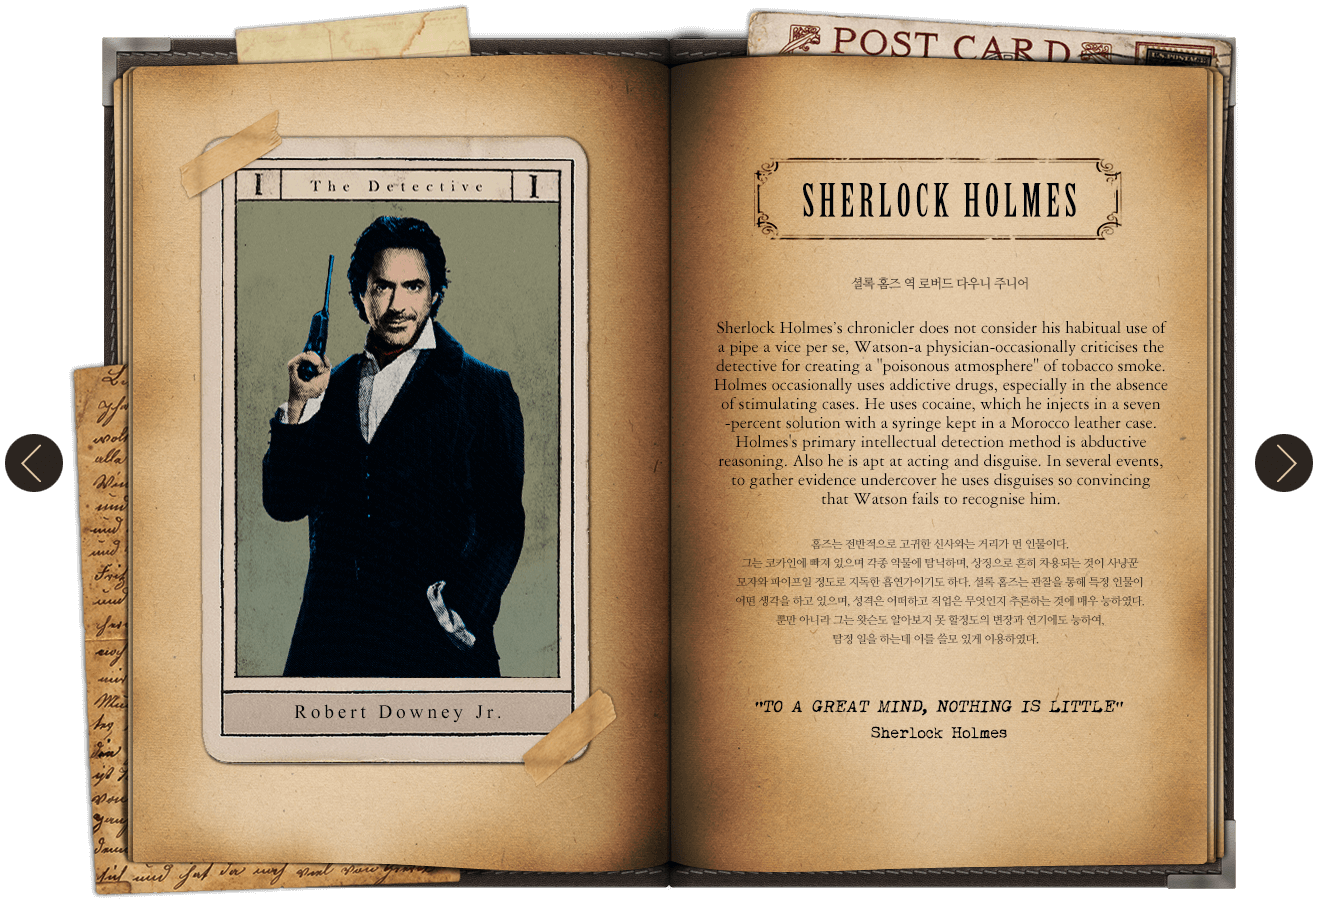 POST CARD
I The Detective I
Robert Downey Jr.
SHERLOCK HOLMES
셜록 홈즈 역 로버드 다우니 주니어
Sherlock Holmes's chronicler does not consider his habitual use of
a pipe a vice per se, Watson-a physician-occasionally criticises the
detective for creating a "poisonous atmosphere" of tobacco smoke.
Holmes occasionally uses addictive drugs, especially in the absence
of stimulating cases. He uses cocaine, which he injects in a seven
-percent solution with a syringe kept in a Morocco leather case.
Holmes's primary intellectual detection method is abductive
reasoning. Also he is apt at acting and disguise. In several events,
to gather evidence undercover he uses disguises so convincing
that Watson fails to recognise him.
홈즈는 전반적으로 고귀한 신사와는 거리가 먼 인물이다.
그는 코카인에 빠져 있으며 각종 약물에 탐닉하며, 상징으로 흔히 차용되는 것이 사냥꾼
모자와 파이프일 정도로 지독한 흡연가이기도 하다. 셜록 홈즈는 관찰을 통해 특정 인물이
어떤 생각을 하고 있으며, 성격은 어떠하고 직업은 무엇인지 추론하는 것에 매우 능하였다.
뿐만 아니라 그는 왓슨도 알아보지 못 할정도의 변장과 연기에도 능하여,
탐정 일을 하는데 이를 쓸모 있게 이용하였다.
"TO A GREAT MIND, NOTHING IS LITTLE"
Sherlock Holmes